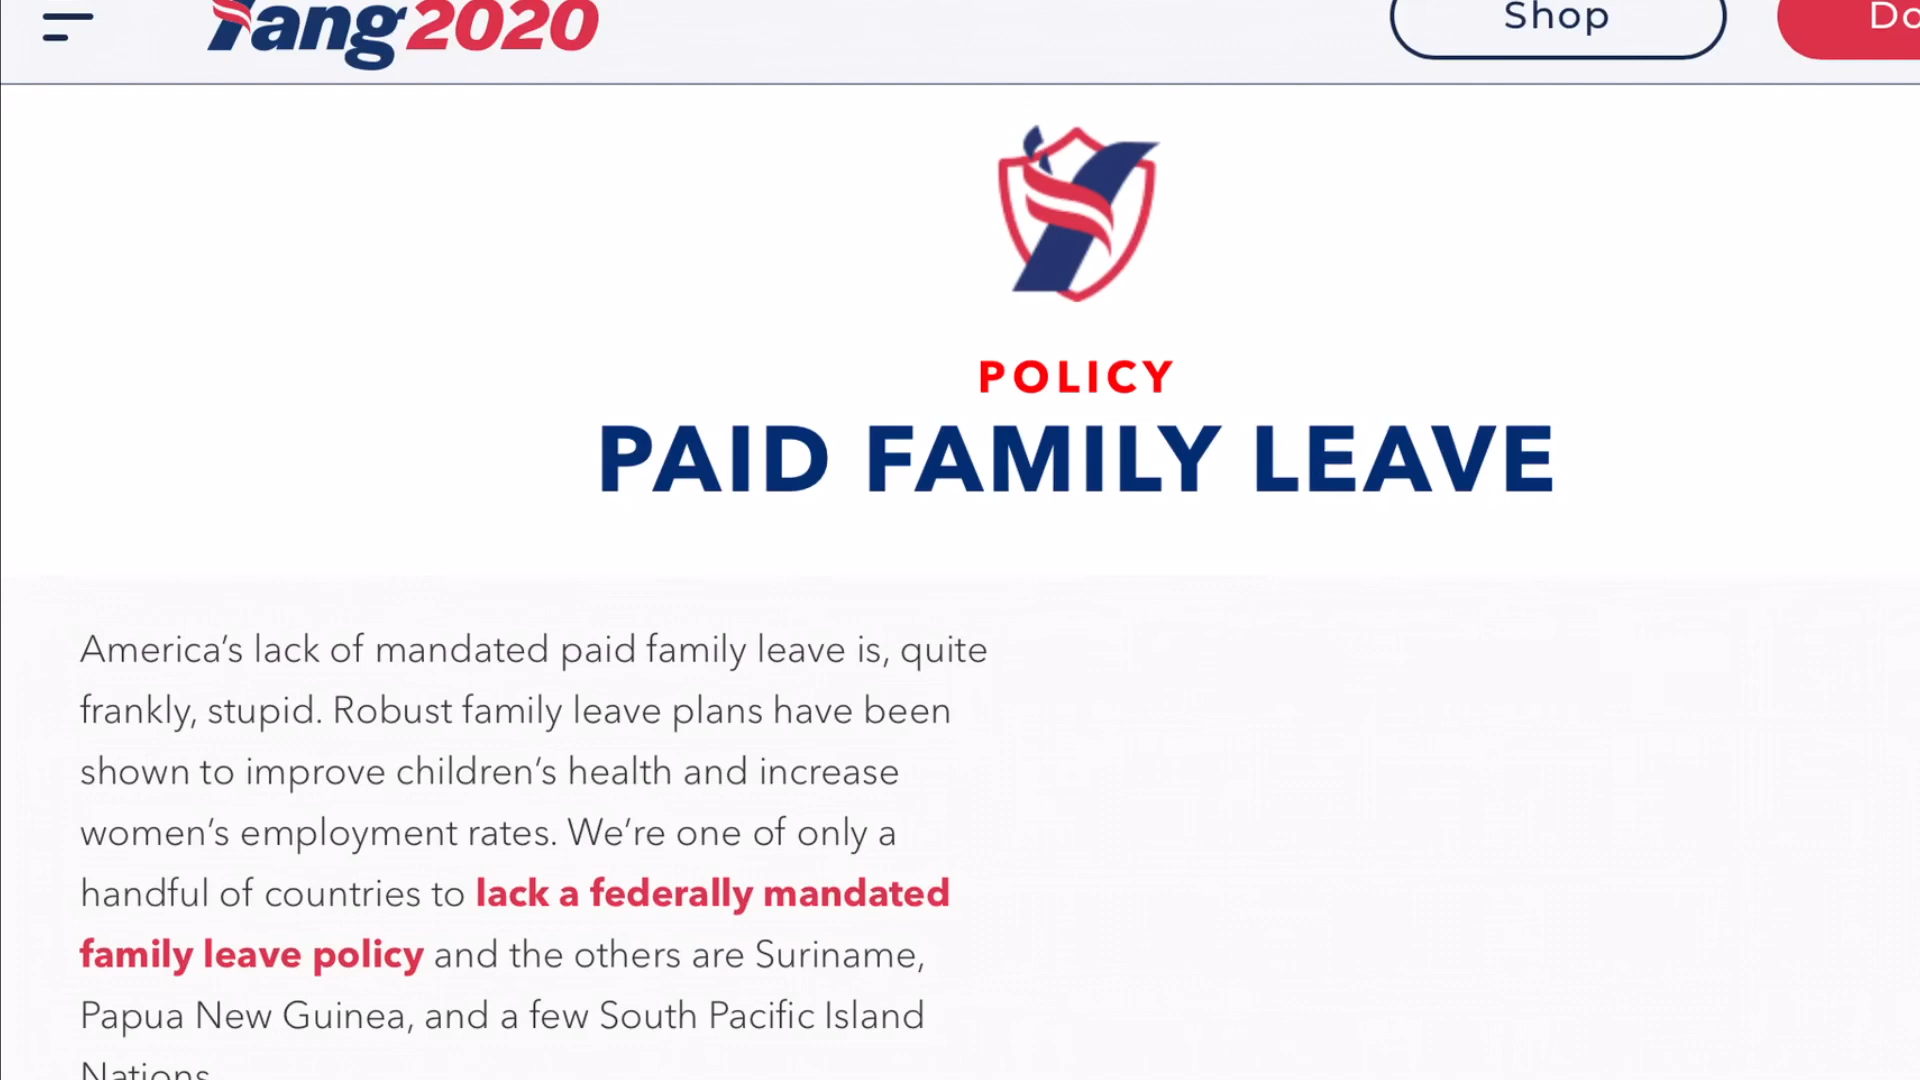 Yang2020
Shop
Do
POLICY
PAID FAMILY LEAVE
America’s lack of mandated paid family leave is, quite
frankly, stupid. Robust family leave plans have been
shown to improve children’s health and increase
women’s employment rates. We’re one of only a
handful of countries to lack a federally mandated
family leave policy and the others are Suriname,
Papua New Guinea, and a few South Pacific Island
Nations